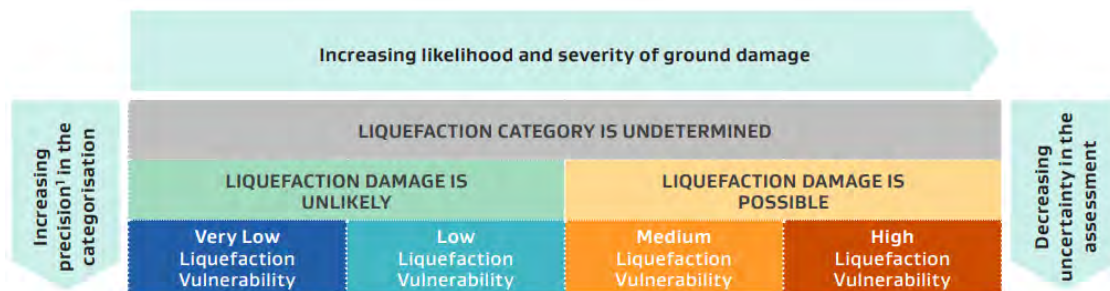 Increasing likelihood and severity of ground damage
Increasing
precision¹ in the
categorisation
LIQUEFACTION CATEGORY IS UNDETERMINED
LIQUEFACTION DAMAGE IS
UNLIKELY
LIQUEFACTION DAMAGE IS
POSSIBLE
Very Low
Liquefaction
Vulnerability
Low
Liquefaction
Vulnerability
Medium
Liquefaction
Vulnerability
High
Liquefaction
Vulnerability
Decreasing
uncertainty in the
assessment